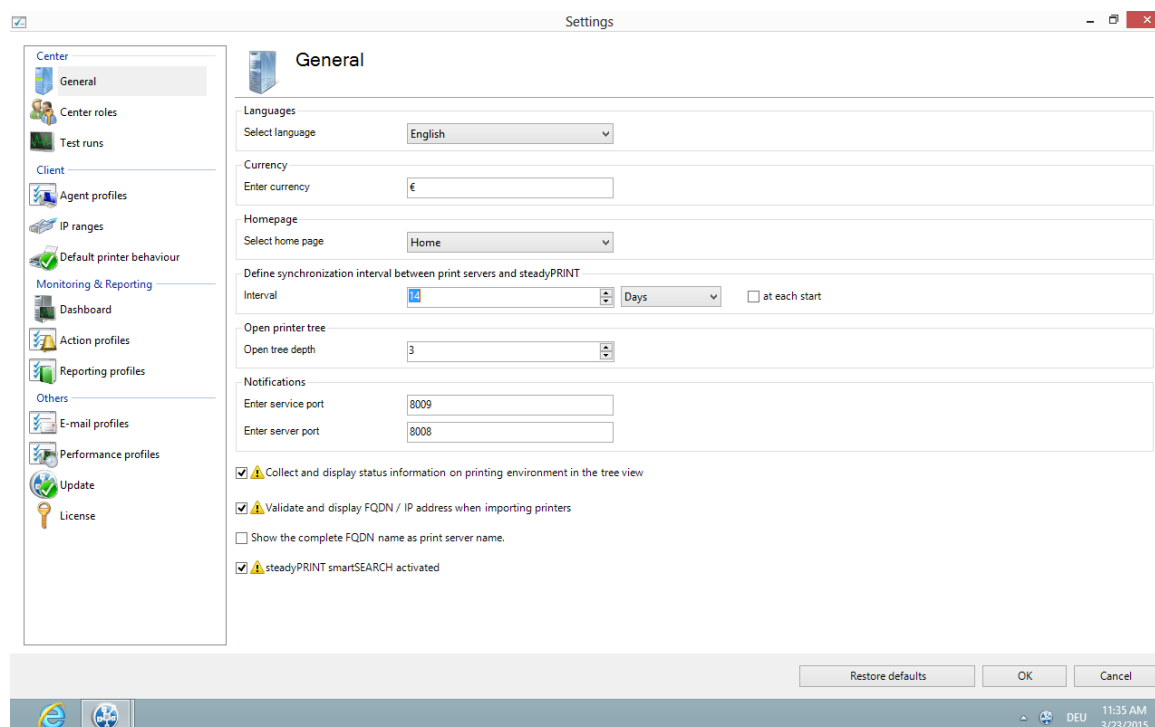 Settings
Center
General
Center roles
Test runs
Client
Agent profiles
IP ranges
Default printer behaviour
Monitoring & Reporting
Dashboard
Action profiles
Reporting profiles
Others
E-mail profiles
Performance profiles
Update
License
General
Languages
Select language English
Currency
Enter currency €
Homepage
Select home page Home
Define synchronization interval between print servers and steadyPRINT
Interval 14 Days at each start
Open printer tree
Open tree depth 3
Notifications
Enter service port 8009
Enter server port 8008
Collect and display status information on printing environment in the tree view
Validate and display FQDN / IP address when importing printers
Show the complete FQDN name as print server name.
steadyPRINT smartSEARCH activated
Restore defaults OK Cancel
DEU 11:35 AM
3/23/2015